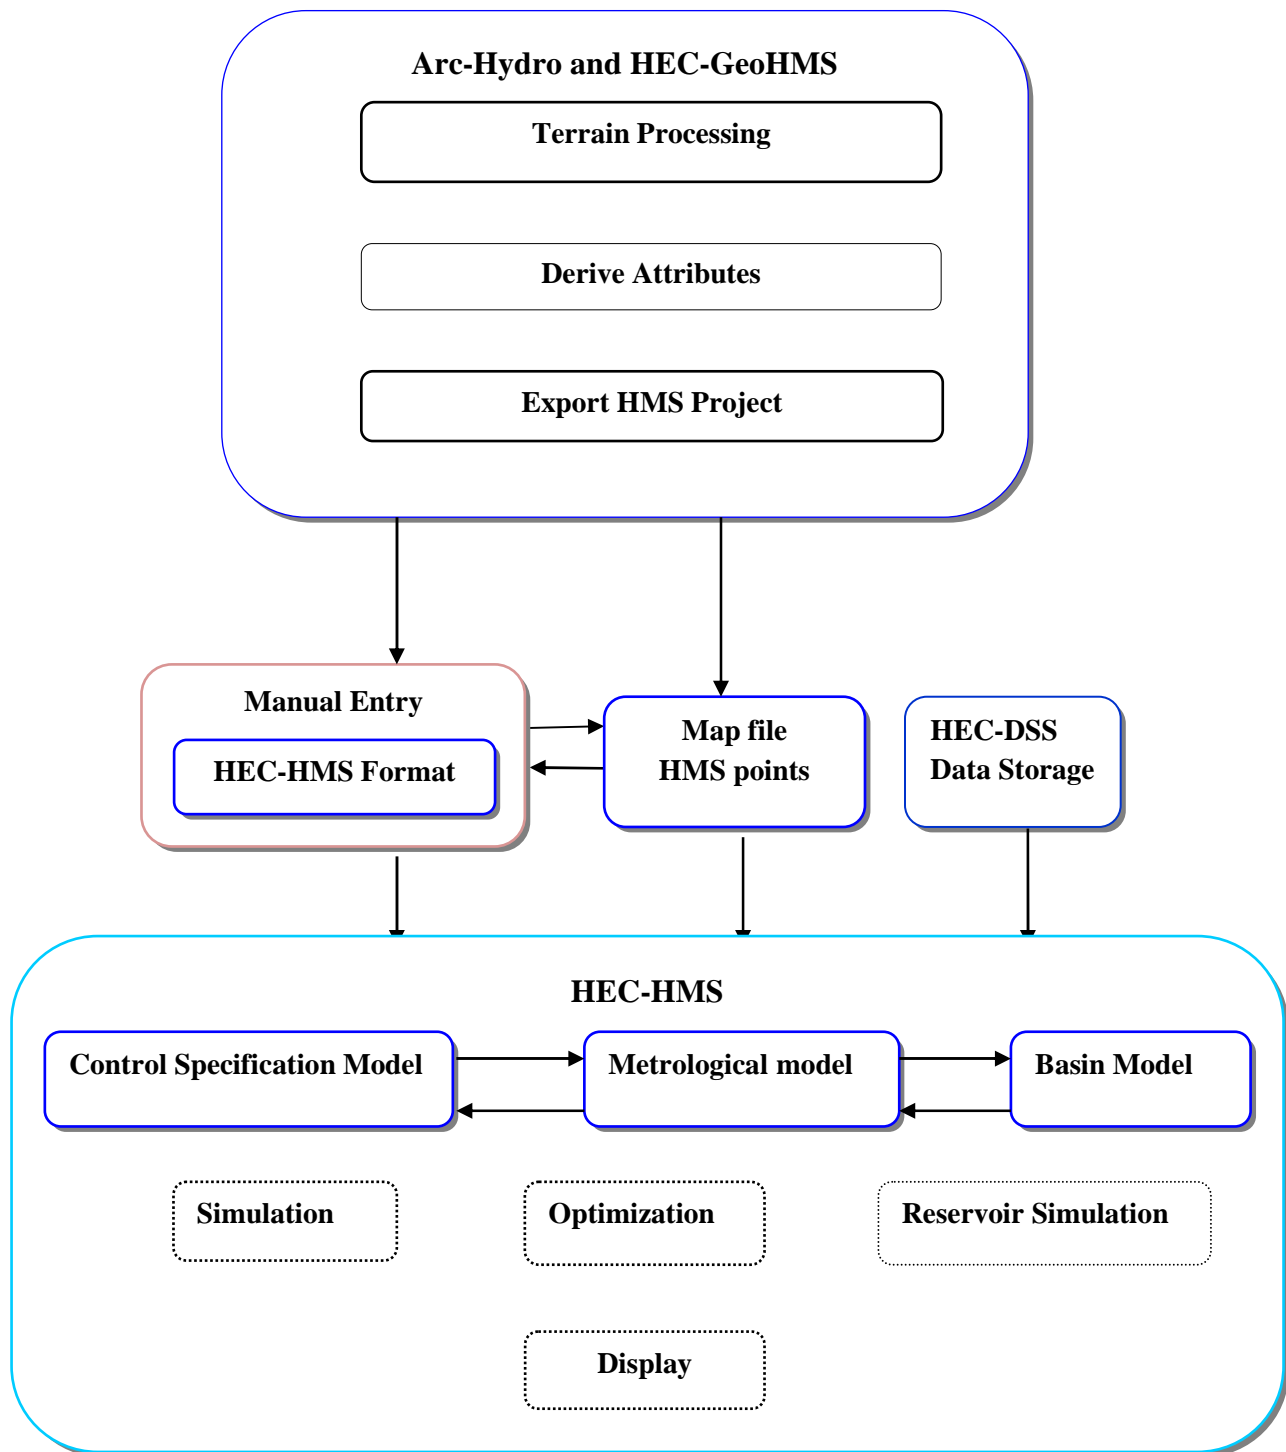 Arc-Hydro and HEC-GeoHMS
Terrain Processing
Derive Attributes
Export HMS Project
Manual Entry
HEC-HMS Format
Map file
HMS points
HEC-DSS
Data Storage
HEC-HMS
Control Specification Model
Metrological model
Basin Model
Simulation
Optimization
Reservoir Simulation
Display